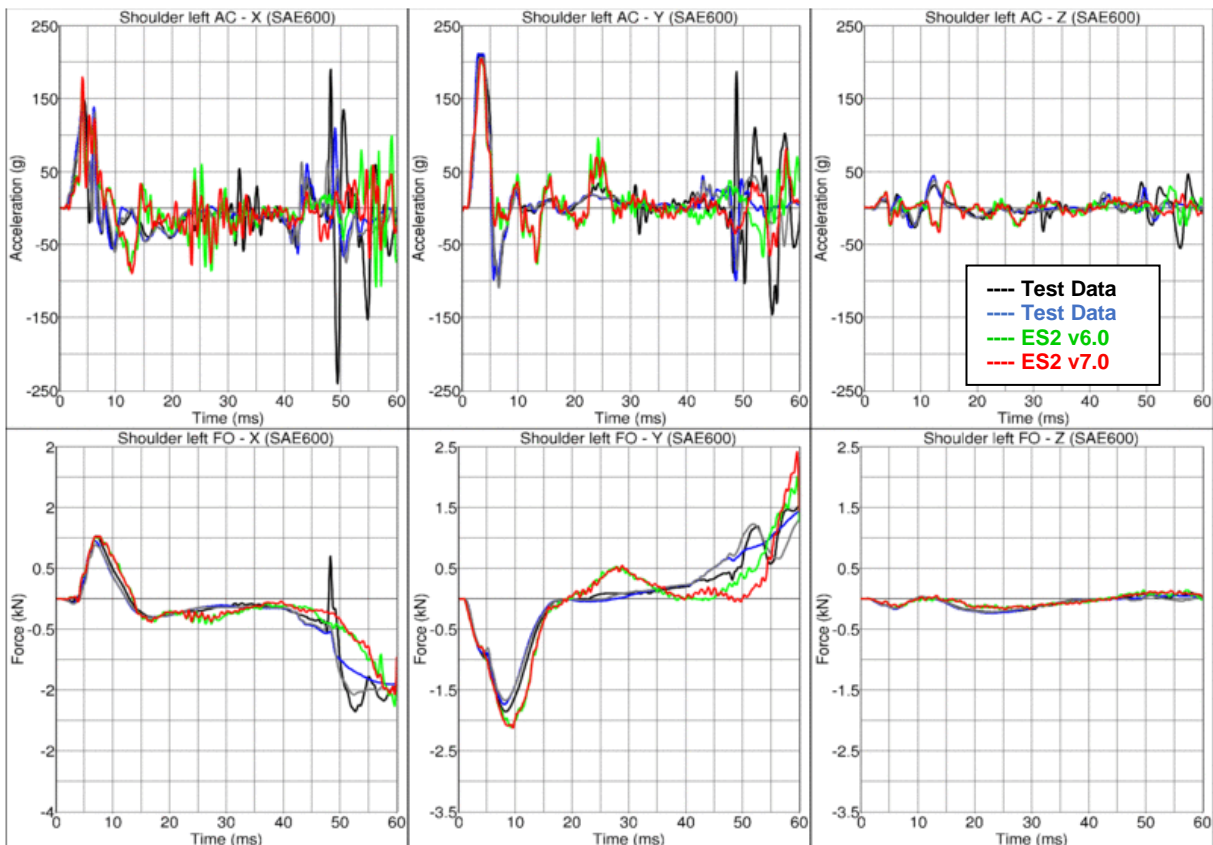 Shoulder left AC - X (SAE600)
Shoulder left AC - Y (SAE600)
Shoulder left AC - Z (SAE600)
250
150
50
-50
-150
-250
Acceleration (g)
0 10 20 30 40 50 60
Time (ms)
250
150
50
-50
-150
-250
Acceleration (g)
0 10 20 30 40 50 60
Time (ms)
250
150
50
-50
-150
-250
Acceleration (g)
0 10 20 30 40 50 60
Time (ms)
---- Test Data
---- Test Data
---- ES2 v6.0
---- ES2 v7.0
Shoulder left FO - X (SAE600)
Shoulder left FO - Y (SAE600)
Shoulder left FO - Z (SAE600)
2
2
0.5
-0.5
-2
-2
-4
Force (kN)
0 10 20 30 40 50 60
Time (ms)
2.5
1.5
0.5
-0.5
-1.5
-2.5
-3.5
Force (kN)
0 10 20 30 40 50 60
Time (ms)
2.5
1.5
0.5
-0.5
-1.5
-2.5
-3.5
Force (kN)
0 10 20 30 40 50 60
Time (ms)